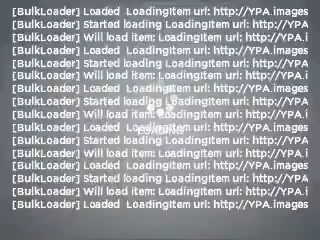 [BulkLoader] Loaded  LoadingItem url: http://YPA.images
[BulkLoader] Started loading LoadingItem url: http://YPA
[BulkLoader] Will load item: LoadingItem url: http://YPA.i
[BulkLoader] Loaded  LoadingItem url: http://YPA.images
[BulkLoader] Started loading LoadingItem url: http://YPA
[BulkLoader] Will load item: LoadingItem url: http://YPA.i
[BulkLoader] Loaded  LoadingItem url: http://YPA.images
[BulkLoader] Started loading LoadingItem url: http://YPA
[BulkLoader] Will load item: LoadingItem url: http://YPA.i
[BulkLoader] Loaded  LoadingItem url: http://YPA.images
[BulkLoader] Started loading LoadingItem url: http://YPA
[BulkLoader] Will load item: LoadingItem url: http://YPA.i
[BulkLoader] Loaded  LoadingItem url: http://YPA.images
[BulkLoader] Started loading LoadingItem url: http://YPA
[BulkLoader] Will load item: LoadingItem url: http://YPA.i
[BulkLoader] Loaded  LoadingItem url: http://YPA.images